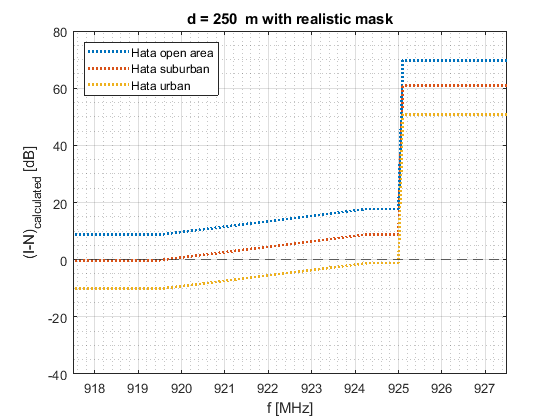 d = 250 m with realistic mask
Hata open area
Hata suburban
Hata urban
80
60
40
20
0
-20
-40
(I-N)calculated [dB]
918 919 920 921 922 923 924 925 926 927
f [MHz]